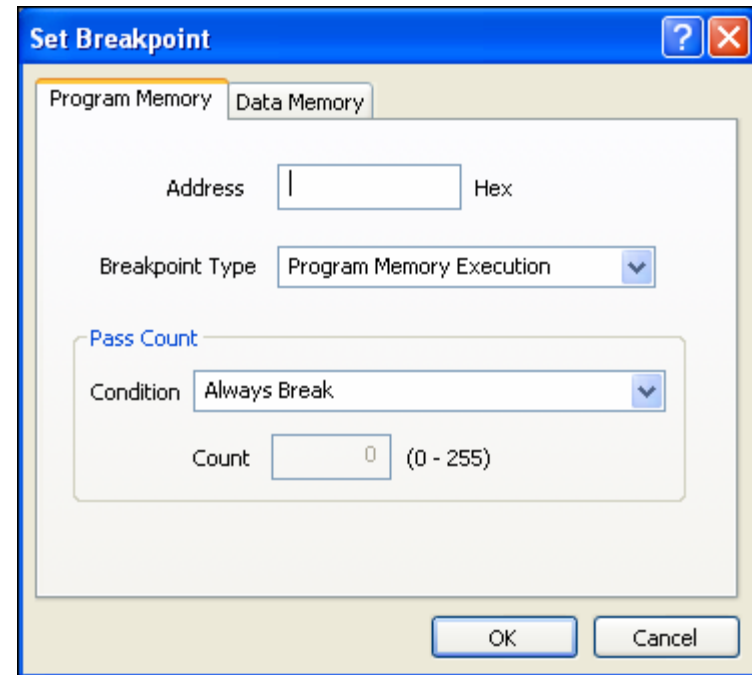 Set Breakpoint
Program Memory Data Memory
Address Hex
Breakpoint Type Program Memory Execution
Pass Count
Condition Always Break
Count 0 (0 - 255)
OK Cancel